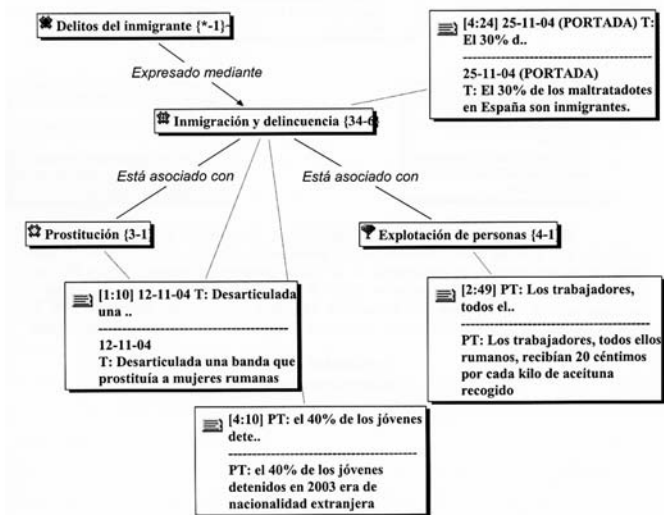 Delitos del inmigrante {*-1}-
[4:24] 25-11-04 (PORTADA) T:
El 30% d..
------------------------------------
25-11-04 (PORTADA)
T: El 30% de los maltratadotes
en España son inmigrantes.
Expresado mediante
Inmigración y delincuencia {34-6}
Está asociado con
Está asociado con
Prostitución {3-1}
Explotación de personas {4-1
[1:10] 12-11-04 T: Desarticulada
una ..
------------------------------------
12-11-04
T: Desarticulada una banda que
prostituía a mujeres rumanas
[2:49] PT: Los trabajadores,
todos el..
------------------------------------
PT: Los trabajadores, todos ellos
rumanos, recibían 20 céntimos
por cada kilo de aceituna
recogido
[4:10] PT: el 40% de los jóvenes
dete..
------------------------------------
PT: el 40% de los jóvenes
detenidos en 2003 era de
nacionalidad extranjera